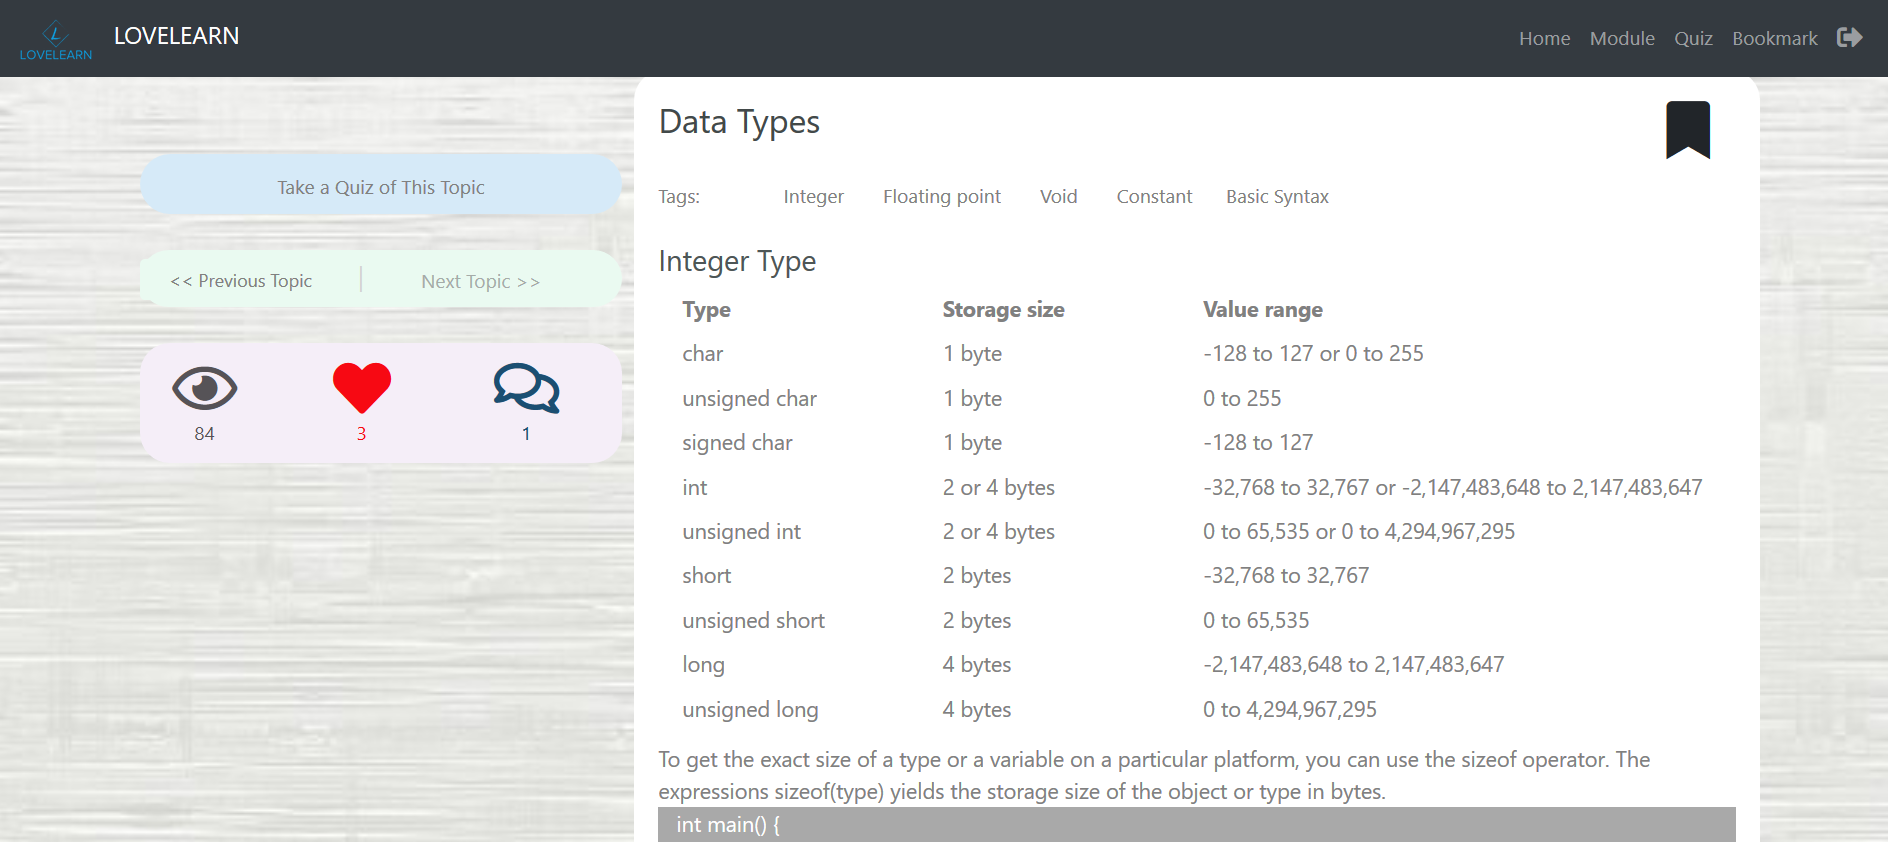 LOVELEARN
LOVELEARN
Home Module Quiz Bookmark
Take a Quiz of This Topic
<< Previous Topic | Next Topic >>
84 3 1
Data Types
Tags: Integer Floating point Void Constant Basic Syntax
Integer Type
Type Storage size Value range
char 1 byte -128 to 127 or 0 to 255
unsigned char 1 byte 0 to 255
signed char 1 byte -128 to 127
int 2 or 4 bytes -32,768 to 32,767 or -2,147,483,648 to 2,147,483,647
unsigned int 2 or 4 bytes 0 to 65,535 or 0 to 4,294,967,295
short 2 bytes -32,768 to 32,767
unsigned short 2 bytes 0 to 65,535
long 4 bytes -2,147,483,648 to 2,147,483,647
unsigned long 4 bytes 0 to 4,294,967,295
To get the exact size of a type or a variable on a particular platform, you can use the sizeof operator. The
expressions sizeof(type) yields the storage size of the object or type in bytes.
int main() {